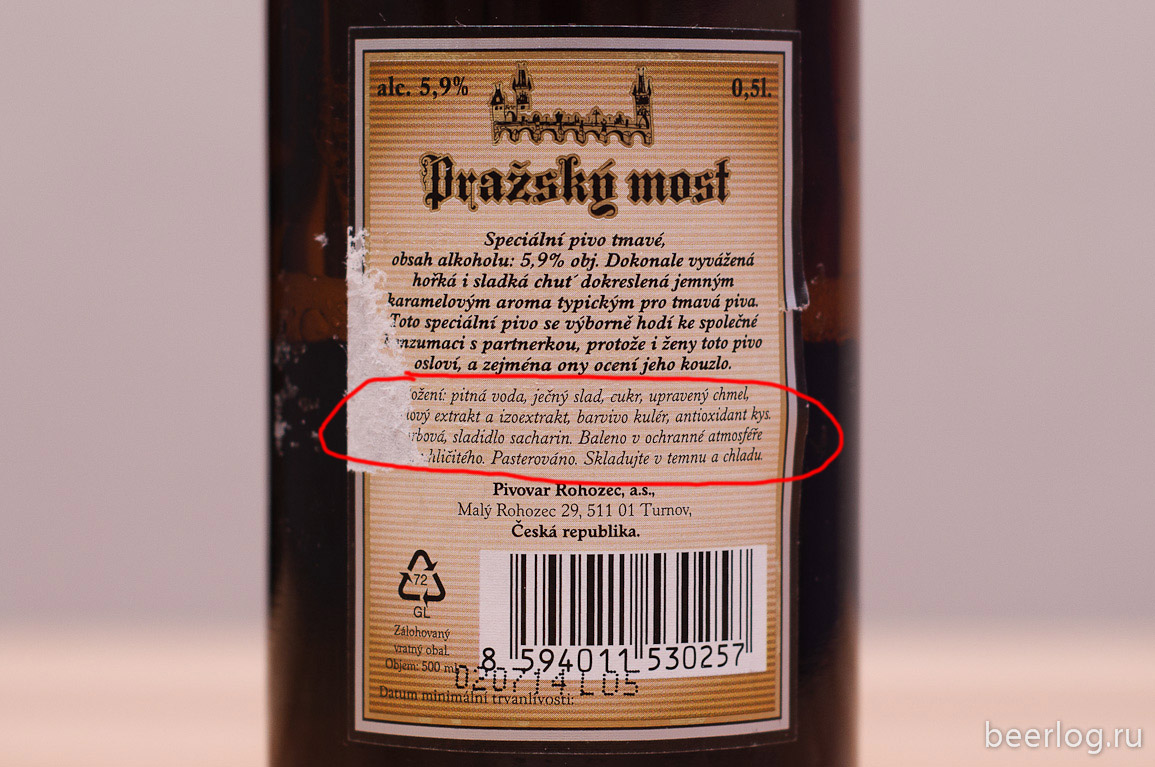 alc. 5,9%
0,5l.
Pražský most
Speciální pivo tmavé,
obsah alkoholu: 5,9% obj. Dokonale vyvážená
hořká i sladká chuť dokreslená jemným
karamelovým aroma typickým pro tmavá piva.
Toto speciální pivo se výborně hodí ke společné
s partnerkou, protože i ženy toto pivo
osloví, a zejména ony ocení jeho kouzlo.
pitná voda, ječný slad, cukr, upravený chmel,
extrakt a izoextrakt, barvivo kulér, antioxidant kys.
sladidlo sacharin. Baleno v ochranné atmosféře
Pasterováno. Skladujte v temnu a chladu.
Pivovar Rohozec, a.s.,
Malý Rohozec 29, 511 01 Turnov,
Česká republika.
72
GL
Zálohovaný
vratný obal.
Objem: 500 ml
8 594011 530257
020714 L05
Datum minimální trvanlivosti:
beerlog.ru